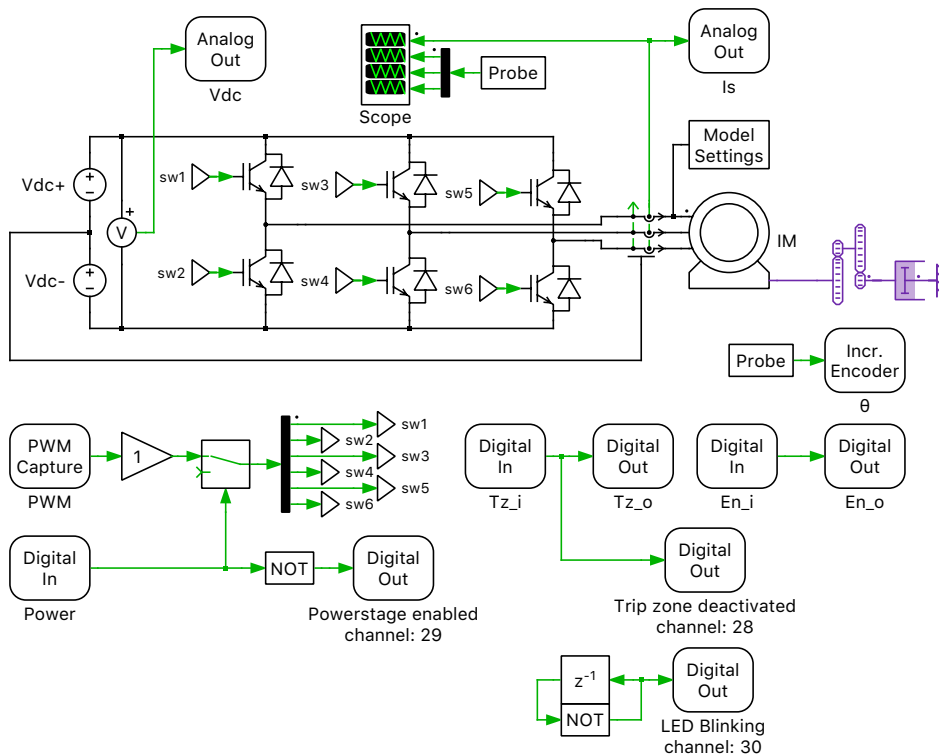 Analog
Out
Vdc
Scope
Probe
Analog
Out
Is
Model
Settings
Vdc+
Vdc-
+
V
sw1
sw2
sw3
sw4
sw5
sw6
IM
Probe
Incr.
Encoder
θ
PWM
Capture
PWM
1
sw1
sw2
sw3
sw4
sw5
sw6
Digital
In
Tz_i
Digital
Out
Tz_o
Digital
In
En_i
Digital
Out
En_o
Digital
In
Power
NOT
Digital
Out
Powerstage enabled
channel: 29
Digital
Out
Trip zone deactivated
channel: 28
z⁻¹
NOT
Digital
Out
LED Blinking
channel: 30